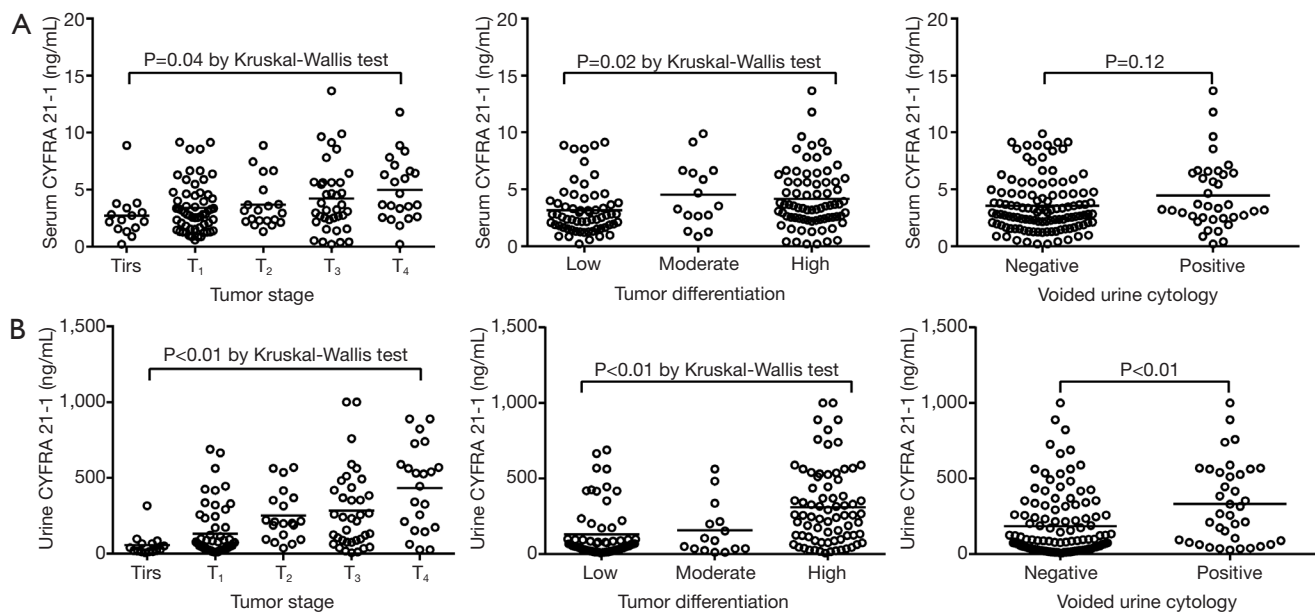 A
Serum CYFRA 21-1 (ng/mL)
20
15
10
5
0
P=0.04 by Kruskal-Wallis test
Tirs T₁ T₂ T₃ T₄
Tumor stage
Serum CYFRA 21-1 (ng/mL)
20
15
10
5
0
P=0.02 by Kruskal-Wallis test
Low Moderate High
Tumor differentiation
Serum CYFRA 21-1 (ng/mL)
20
15
10
5
0
P=0.12
Negative Positive
Voided urine cytology
B
Urine CYFRA 21-1 (ng/mL)
1,500
1,000
500
0
P<0.01 by Kruskal-Wallis test
Tirs T₁ T₂ T₃ T₄
Tumor stage
Urine CYFRA 21-1 (ng/mL)
1,500
1,000
500
0
P<0.01 by Kruskal-Wallis test
Low Moderate High
Tumor differentiation
Urine CYFRA 21-1 (ng/mL)
1,500
1,000
500
0
P<0.01
Negative Positive
Voided urine cytology